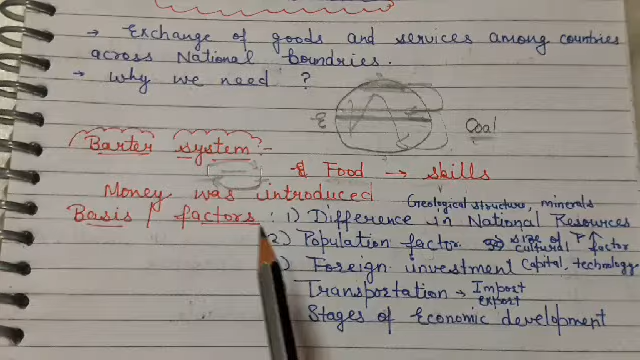 → Exchange of goods and services among countries
across National boundries.
→ Why we need ?
Coal
Barter system :-
Food → skills
Money was introduced
Geological structure, minerals
Basis / factors : 1) Difference in National Resources
2) Population factor size of P ↑
cultural factor
) Foreign investment Capital, technology
Transportation → Import
export
Stages of Economic development